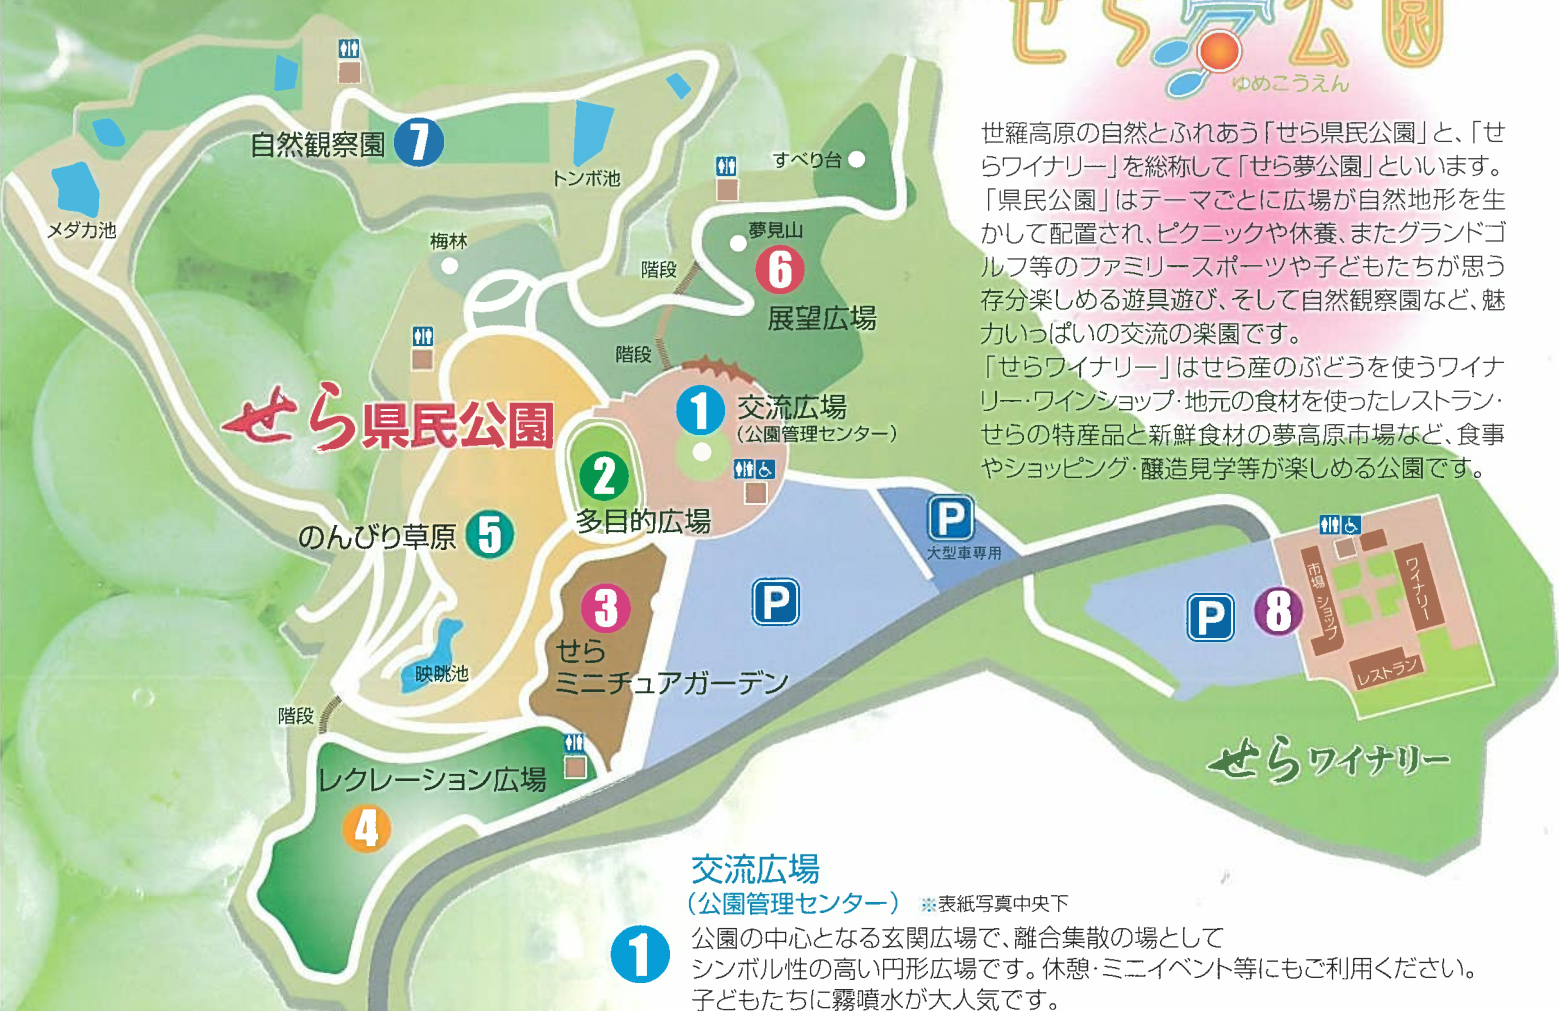 せら夢公園
ゆめこうえん
世羅高原の自然とふれあう「せら県民公園」と、「せ
らワイナリー」を総称して「せら夢公園」といいます。
「県民公園」はテーマごとに広場が自然地形を生
かして配置され、ピクニックや休養、またグランドゴ
ルフ等のファミリースポーツや子どもたちが思う
存分楽しめる遊具遊び、そして自然観察園など、魅
力いっぱいの交流の楽園です。
「せらワイナリー」はせら産のぶどうを使うワイナ
リー・ワインショップ・地元の食材を使ったレストラン・
せらの特産品と新鮮食材の夢高原市場など、食事
やショッピング・醸造見学等が楽しめる公園です。
自然観察園 7
トンボ池
メダカ池
すべり台
梅林
夢見山
6
展望広場
階段
階段
せら県民公園
1 交流広場
(公園管理センター)
2
多目的広場
のんびり草原 5
P
大型車専用
P
3
せら
ミニチュアガーデン
映眺池
階段
レクレーション広場
4
P
8
市場
ショップ
ワイナリー
レストラン
せらワイナリー
交流広場
(公園管理センター) ※表紙写真中央下
1
公園の中心となる玄関広場で、離合集散の場として
シンボル性の高い円形広場です。休憩・ミニイベント等にもご利用ください。
子どもたちに霧噴水が大人気です。